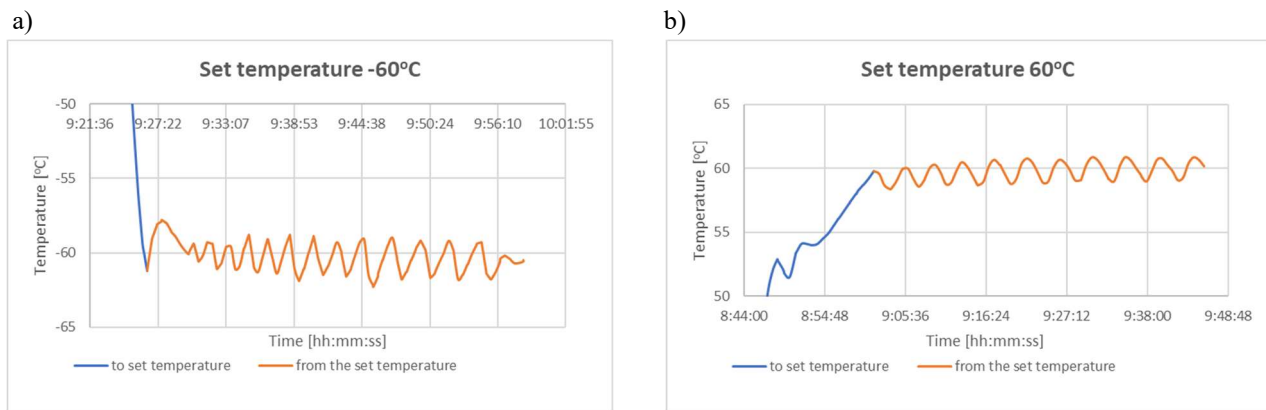 a)
Set temperature -60°C
-50
9:21:36 9:27:22 9:33:07 9:38:53 9:44:38 9:50:24 9:56:10 10:01:55
-55
-60
-65
Temperature [°C]
Time [hh:mm:ss]
to set temperature from the set temperature
b)
Set temperature 60°C
65
60
55
50
Temperature [°C]
8:44:00 8:54:48 9:05:36 9:16:24 9:27:12 9:38:00 9:48:48
Time [hh:mm:ss]
to set temperature from the set temperature